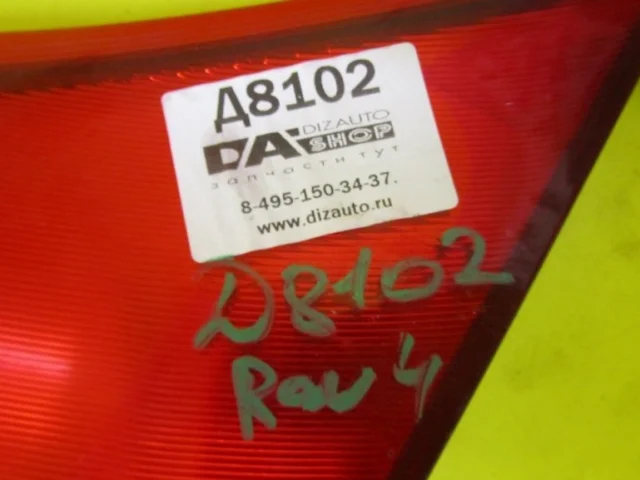 Д8102
DA DIZAUTO
SHOP
запчасти тут
8-495-150-34-37.
www.dizauto.ru
D8102
Rav 4